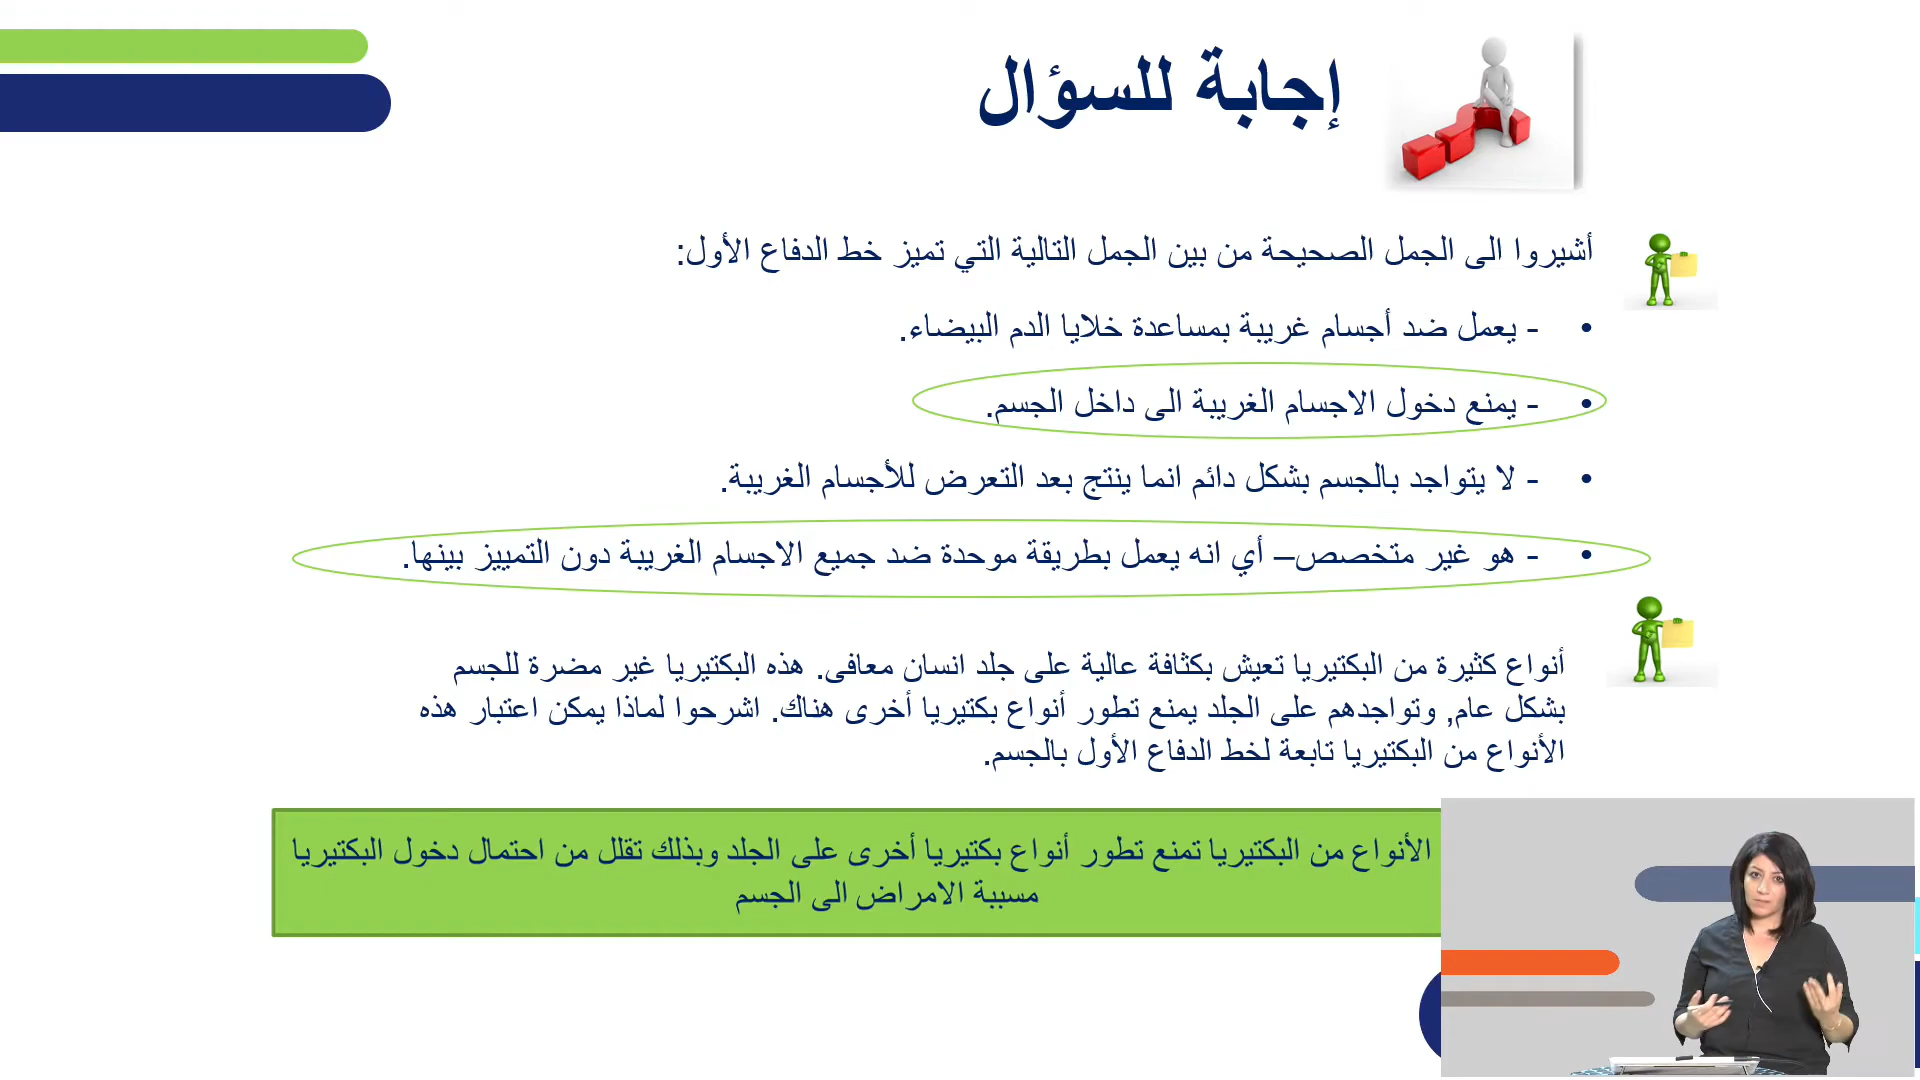 إجابة للسؤال
أشيروا الى الجمل الصحيحة من بين الجمل التالية التي تميز خط الدفاع الأول:
• - يعمل ضد أجسام غريبة بمساعدة خلايا الدم البيضاء.
• - يمنع دخول الاجسام الغريبة الى داخل الجسم.
• - لا يتواجد بالجسم بشكل دائم انما ينتج بعد التعرض للأجسام الغريبة.
• - هو غير متخصص– أي انه يعمل بطريقة موحدة ضد جميع الاجسام الغريبة دون التمييز بينها.
أنواع كثيرة من البكتيريا تعيش بكثافة عالية على جلد انسان معافى. هذه البكتيريا غير مضرة للجسم
بشكل عام, وتواجدهم على الجلد يمنع تطور أنواع بكتيريا أخرى هناك. اشرحوا لماذا يمكن اعتبار هذه
الأنواع من البكتيريا تابعة لخط الدفاع الأول بالجسم.
الأنواع من البكتيريا تمنع تطور أنواع بكتيريا أخرى على الجلد وبذلك تقلل من احتمال دخول البكتيريا
مسببة الامراض الى الجسم